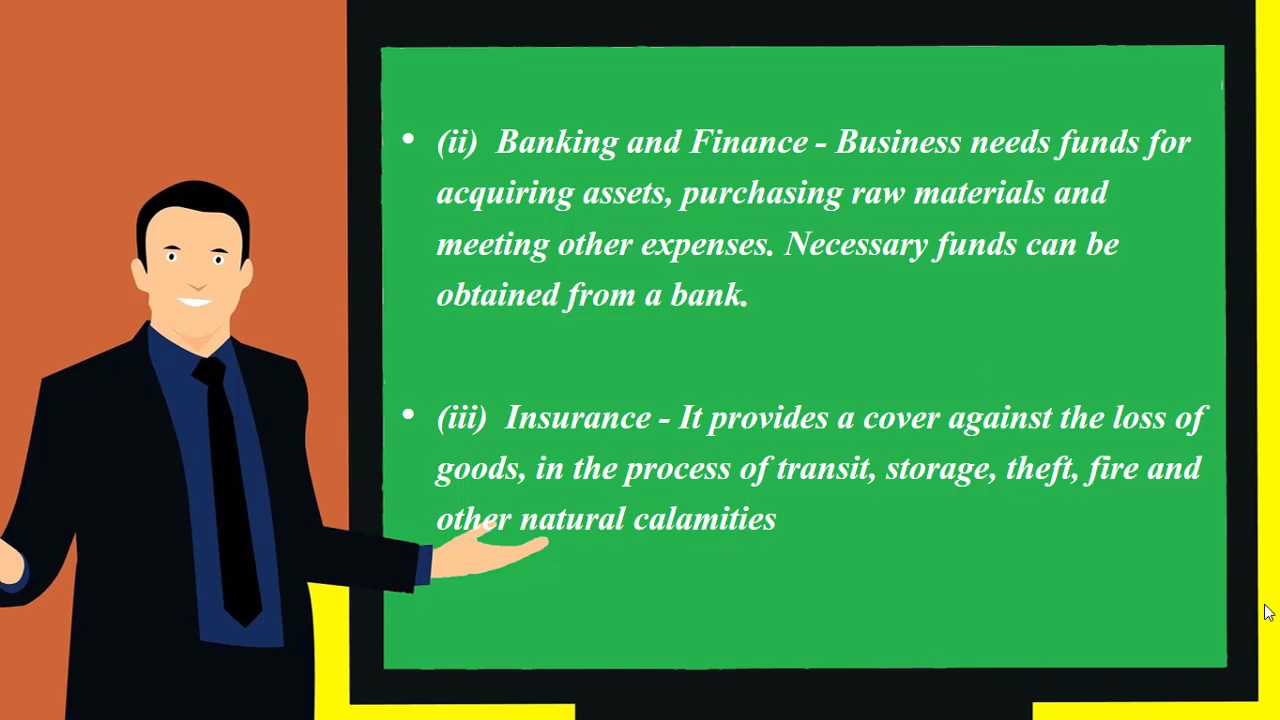 • (ii) Banking and Finance - Business needs funds for
acquiring assets, purchasing raw materials and
meeting other expenses. Necessary funds can be
obtained from a bank.
• (iii) Insurance - It provides a cover against the loss of
goods, in the process of transit, storage, theft, fire and
other natural calamities